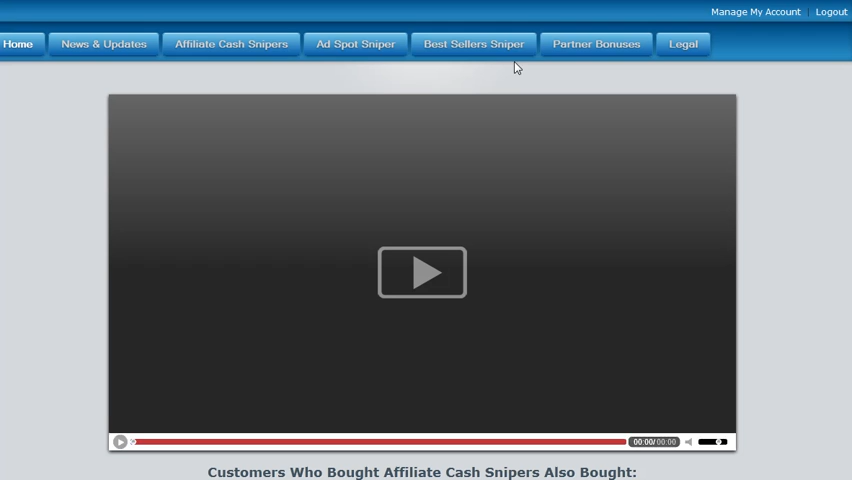 Manage My Account | Logout
Home News & Updates Affiliate Cash Snipers Ad Spot Sniper Best Sellers Sniper Partner Bonuses Legal
00:00/00:00
Customers Who Bought Affiliate Cash Snipers Also Bought: